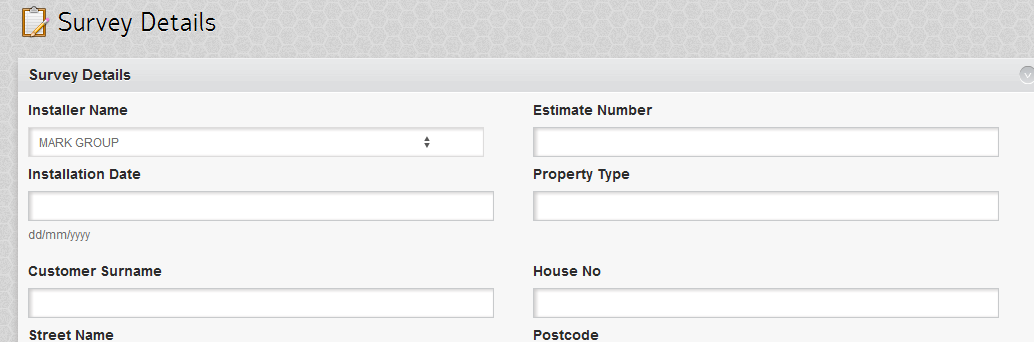 Survey Details
Survey Details
Installer Name
Estimate Number
MARK GROUP
Installation Date
Property Type
dd/mm/yyyy
Customer Surname
House No
Street Name
Postcode